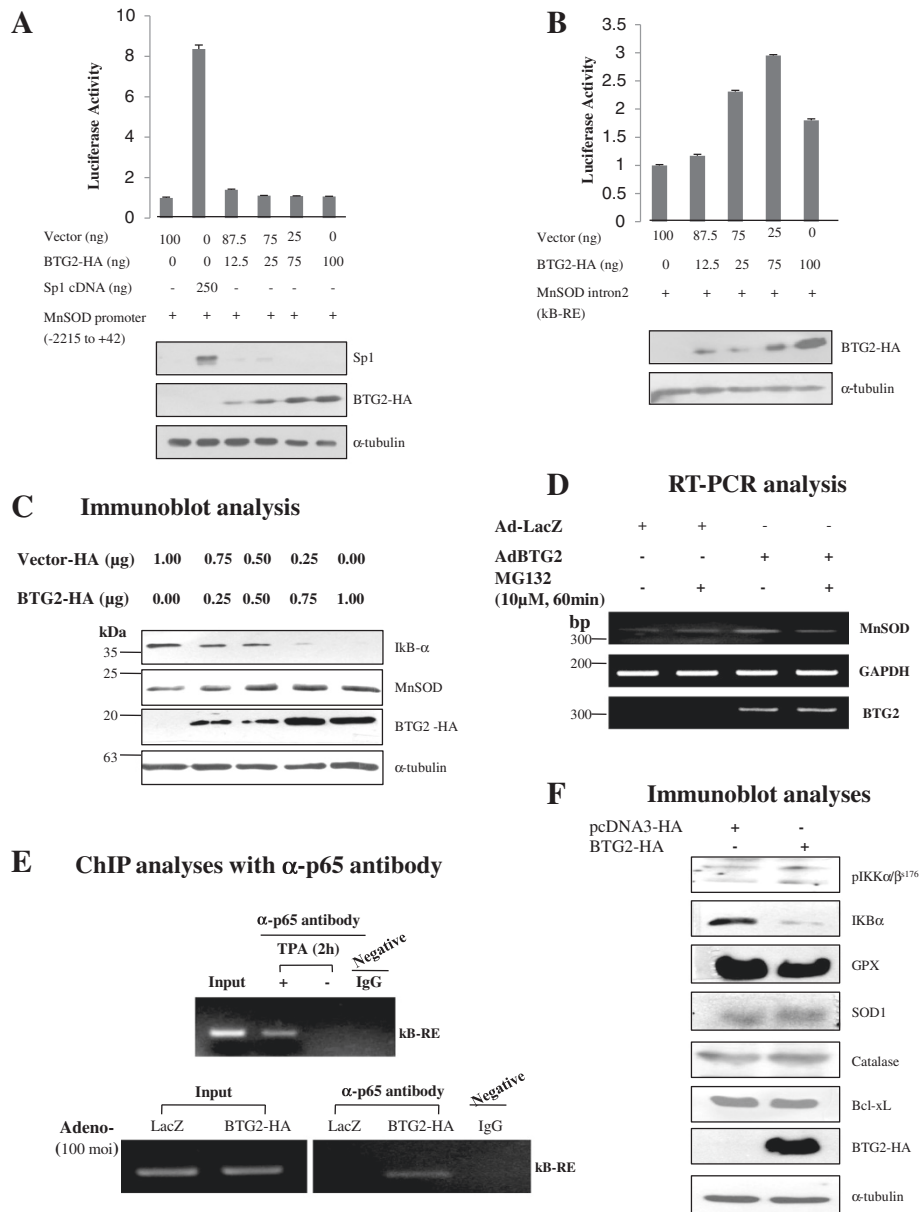 A
Luciferase Activity
10
8
6
4
2
0
Vector (ng) 100 0 87.5 75 25 0
BTG2-HA (ng) 0 0 12.5 25 75 100
Sp1 cDNA (ng) - 250 - - - -
MnSOD promoter + + + + + +
(-2215 to +42)
Sp1
BTG2-HA
α-tubulin
B
Luciferase Activity
3.5
3
2.5
2
1.5
1
0.5
0
Vector (ng) 100 87.5 75 25 0
BTG2-HA (ng) 0 12.5 25 75 100
MnSOD intron2 + + + + +
(kB-RE)
BTG2-HA
α-tubulin
C Immunoblot analysis
Vector-HA (µg) 1.00 0.75 0.50 0.25 0.00
BTG2-HA (µg) 0.00 0.25 0.50 0.75 1.00
kDa
35
IkB-α
25
MnSOD
20
BTG2 -HA
63
α-tubulin
D RT-PCR analysis
Ad-LacZ + + - -
AdBTG2 - - + +
MG132 - + - +
(10µM, 60min)
bp
300
MnSOD
200
GAPDH
300
BTG2
E ChIP analyses with α-p65 antibody
α-p65 antibody
TPA (2h)
Negative
Input + - IgG
kB-RE
Input
α-p65 antibody
Negative
Adeno- LacZ BTG2-HA LacZ BTG2-HA IgG
(100 moi)
kB-RE
F Immunoblot analyses
pcDNA3-HA + -
BTG2-HA - +
pIKKα/βs176
IKBα
GPX
SOD1
Catalase
Bcl-xL
BTG2-HA
α-tubulin